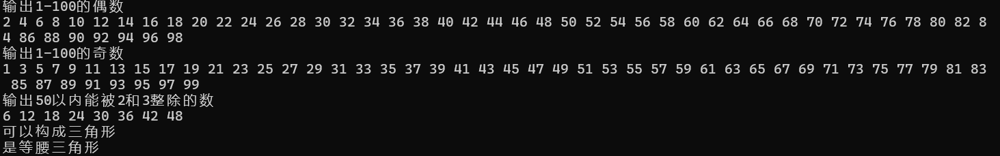 输出1-100的偶数
2 4 6 8 10 12 14 16 18 20 22 24 26 28 30 32 34 36 38 40 42 44 46 48 50 52 54 56 58 60 62 64 66 68 70 72 74 76 78 80 82 8
4 86 88 90 92 94 96 98
输出1-100的奇数
1 3 5 7 9 11 13 15 17 19 21 23 25 27 29 31 33 35 37 39 41 43 45 47 49 51 53 55 57 59 61 63 65 67 69 71 73 75 77 79 81 83
85 87 89 91 93 95 97 99
输出50以内能被2和3整除的数
6 12 18 24 30 36 42 48
可以构成三角形
是等腰三角形